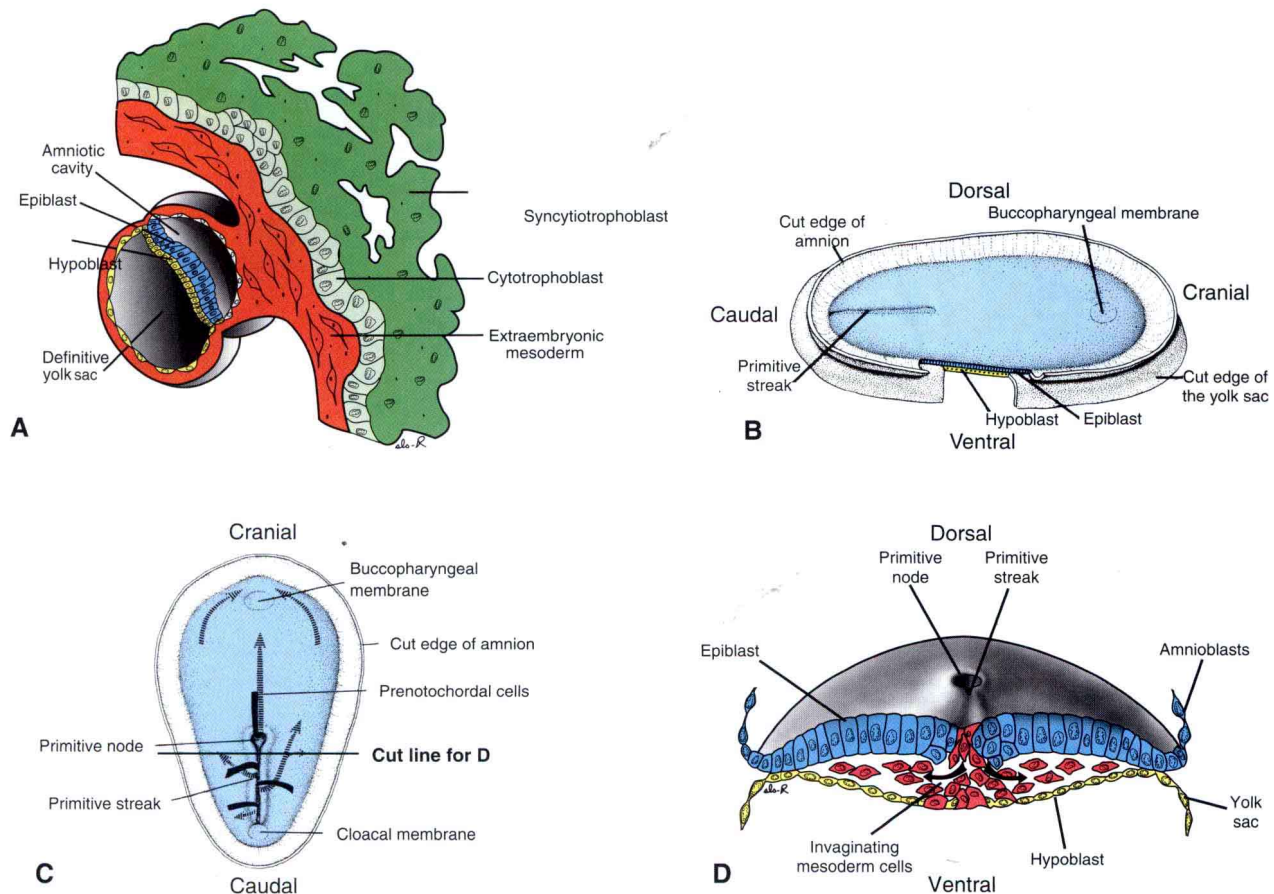 Amniotic
cavity
Epiblast
Hypoblast
Definitive
yolk sac
Syncytiotrophoblast
Cytotrophoblast
Extraembryonic
mesoderm
A
Dorsal
Buccopharyngeal membrane
Cut edge
of amnion
Cranial
Caudal
Primitive
streak
Cut edge of
the yolk sac
Hypoblast
Epiblast
B
Ventral
Cranial
Buccopharyngeal
membrane
Cut edge of amnion
Prenotochordal cells
Primitive node
Cut line for D
Primitive streak
Cloacal membrane
C
Caudal
Dorsal
Primitive
node
Primitive
streak
Epiblast
Amnioblasts
Yolk
sac
Invaginating
mesoderm cells
Hypoblast
D
Ventral